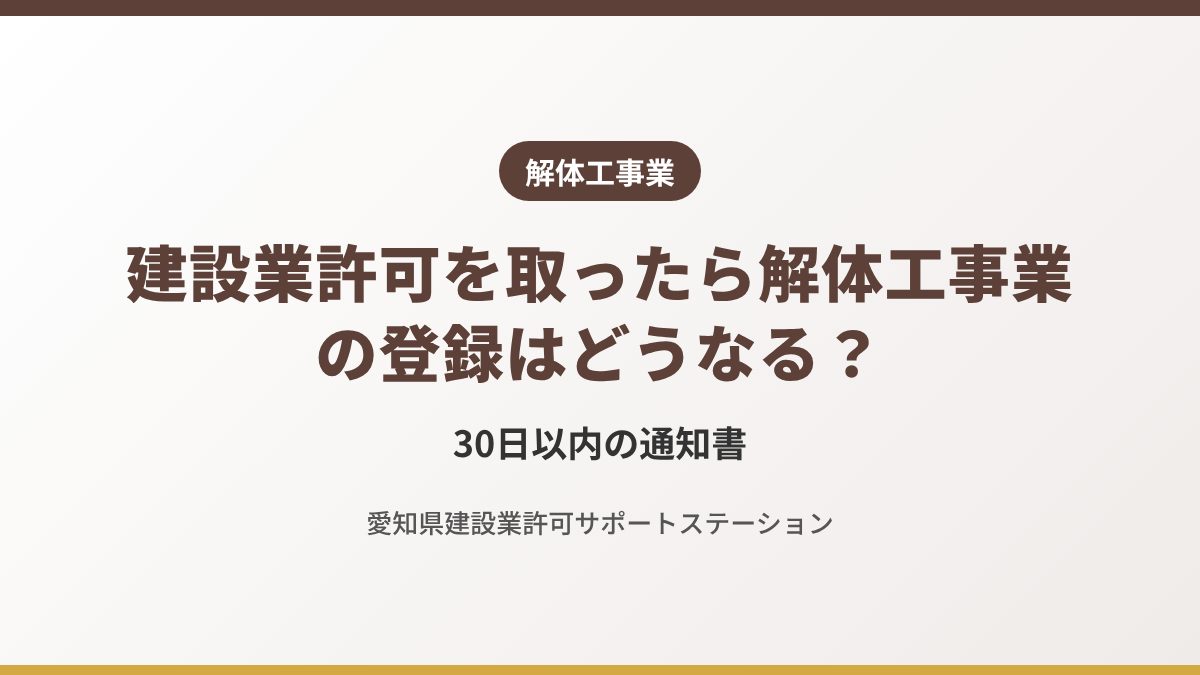 解体工事業
建設業許可を取ったら解体工事業
の登録はどうなる？
30日以内の通知書
愛知県建設業許可サポートステーション